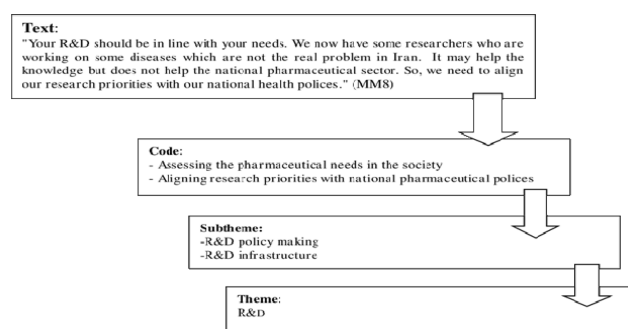 Text:
"Your R&D should be in line with your needs. We now have some researchers who are
working on some diseases which are not the real problem in Iran. It may help the
knowledge but does not help the national pharmaceutical sector. So, we need to align
our research priorities with our national health polices." (MM8)
Code:
- Assessing the pharmaceutical needs in the society
- Aligning research priorities with national pharmaceutical polices
Subtheme:
-R&D policy making
-R&D infrastructure
Theme:
R&D